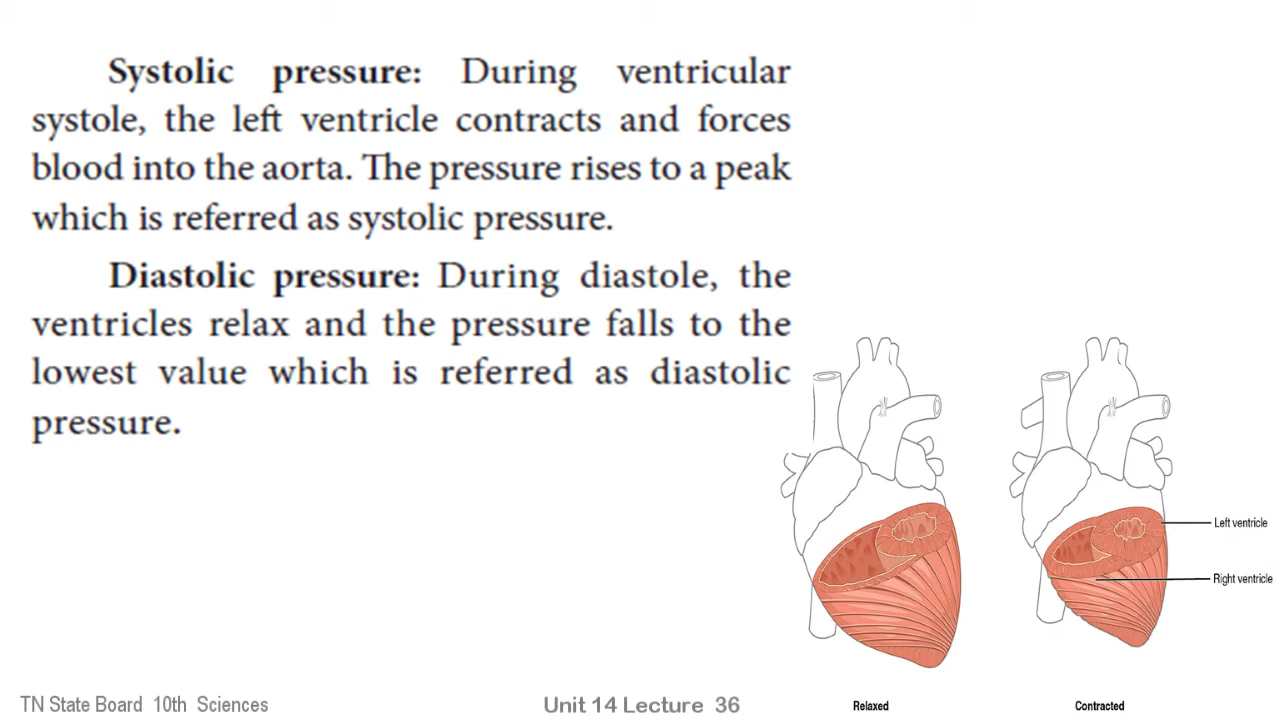 Systolic pressure: During ventricular
systole, the left ventricle contracts and forces
blood into the aorta. The pressure rises to a peak
which is referred as systolic pressure.
Diastolic pressure: During diastole, the
ventricles relax and the pressure falls to the
lowest value which is referred as diastolic
pressure.
Left ventricle
Right ventricle
Relaxed
Contracted
TN State Board 10th Sciences
Unit 14 Lecture 36